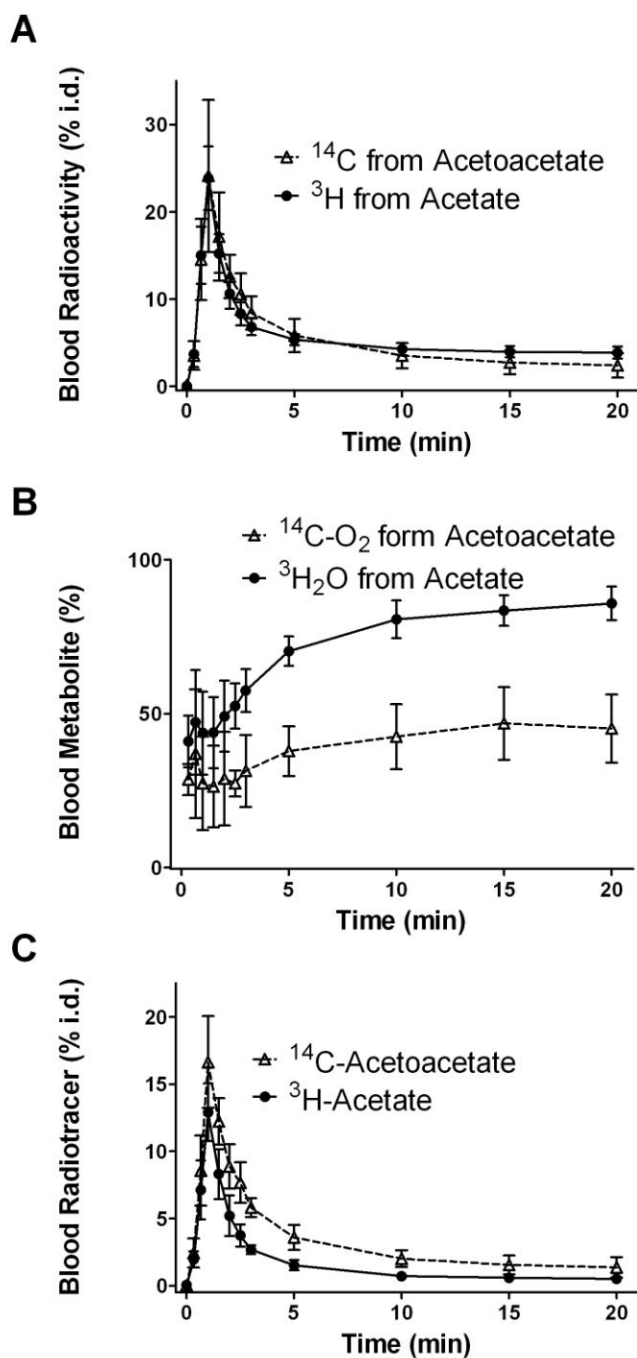 A
Blood Radioactivity (% i.d.)
30
20
10
0
¹⁴C from Acetoacetate
³H from Acetate
0 5 10 15 20
Time (min)
B
Blood Metabolite (%)
100
50
0
¹⁴C-O₂ form Acetoacetate
³H₂O from Acetate
0 5 10 15 20
Time (min)
C
Blood Radiotracer (% i.d.)
20
15
10
5
0
¹⁴C-Acetoacetate
³H-Acetate
0 5 10 15 20
Time (min)